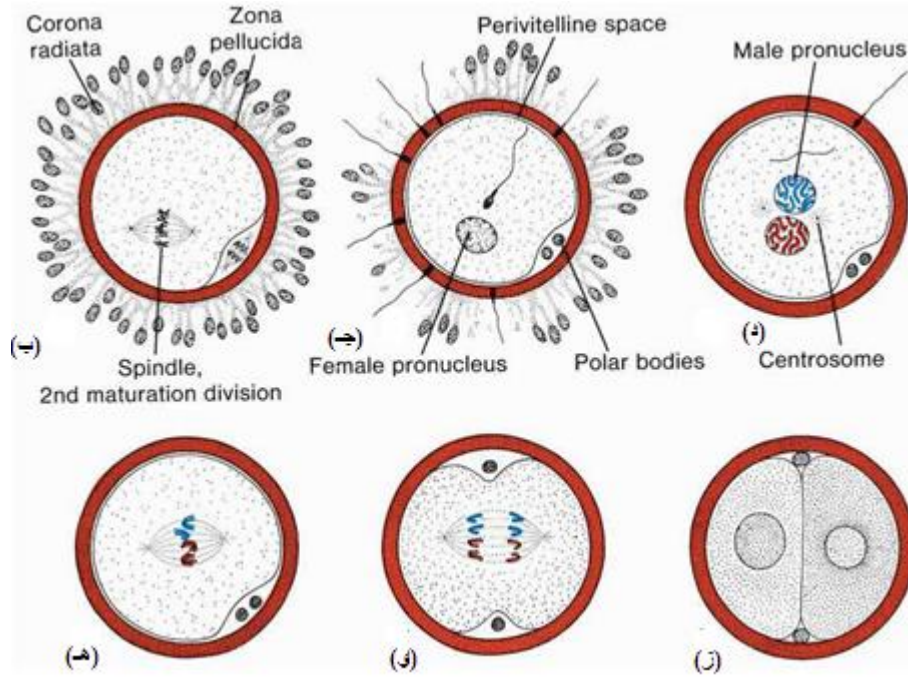 Corona
radiata
Zona
pellucida
Perivitelline space
Male pronucleus
(ب)
(جـ)
(د)
Spindle,
2nd maturation division
Female pronucleus
Polar bodies
Centrosome
(هـ)
(و)
(ز)